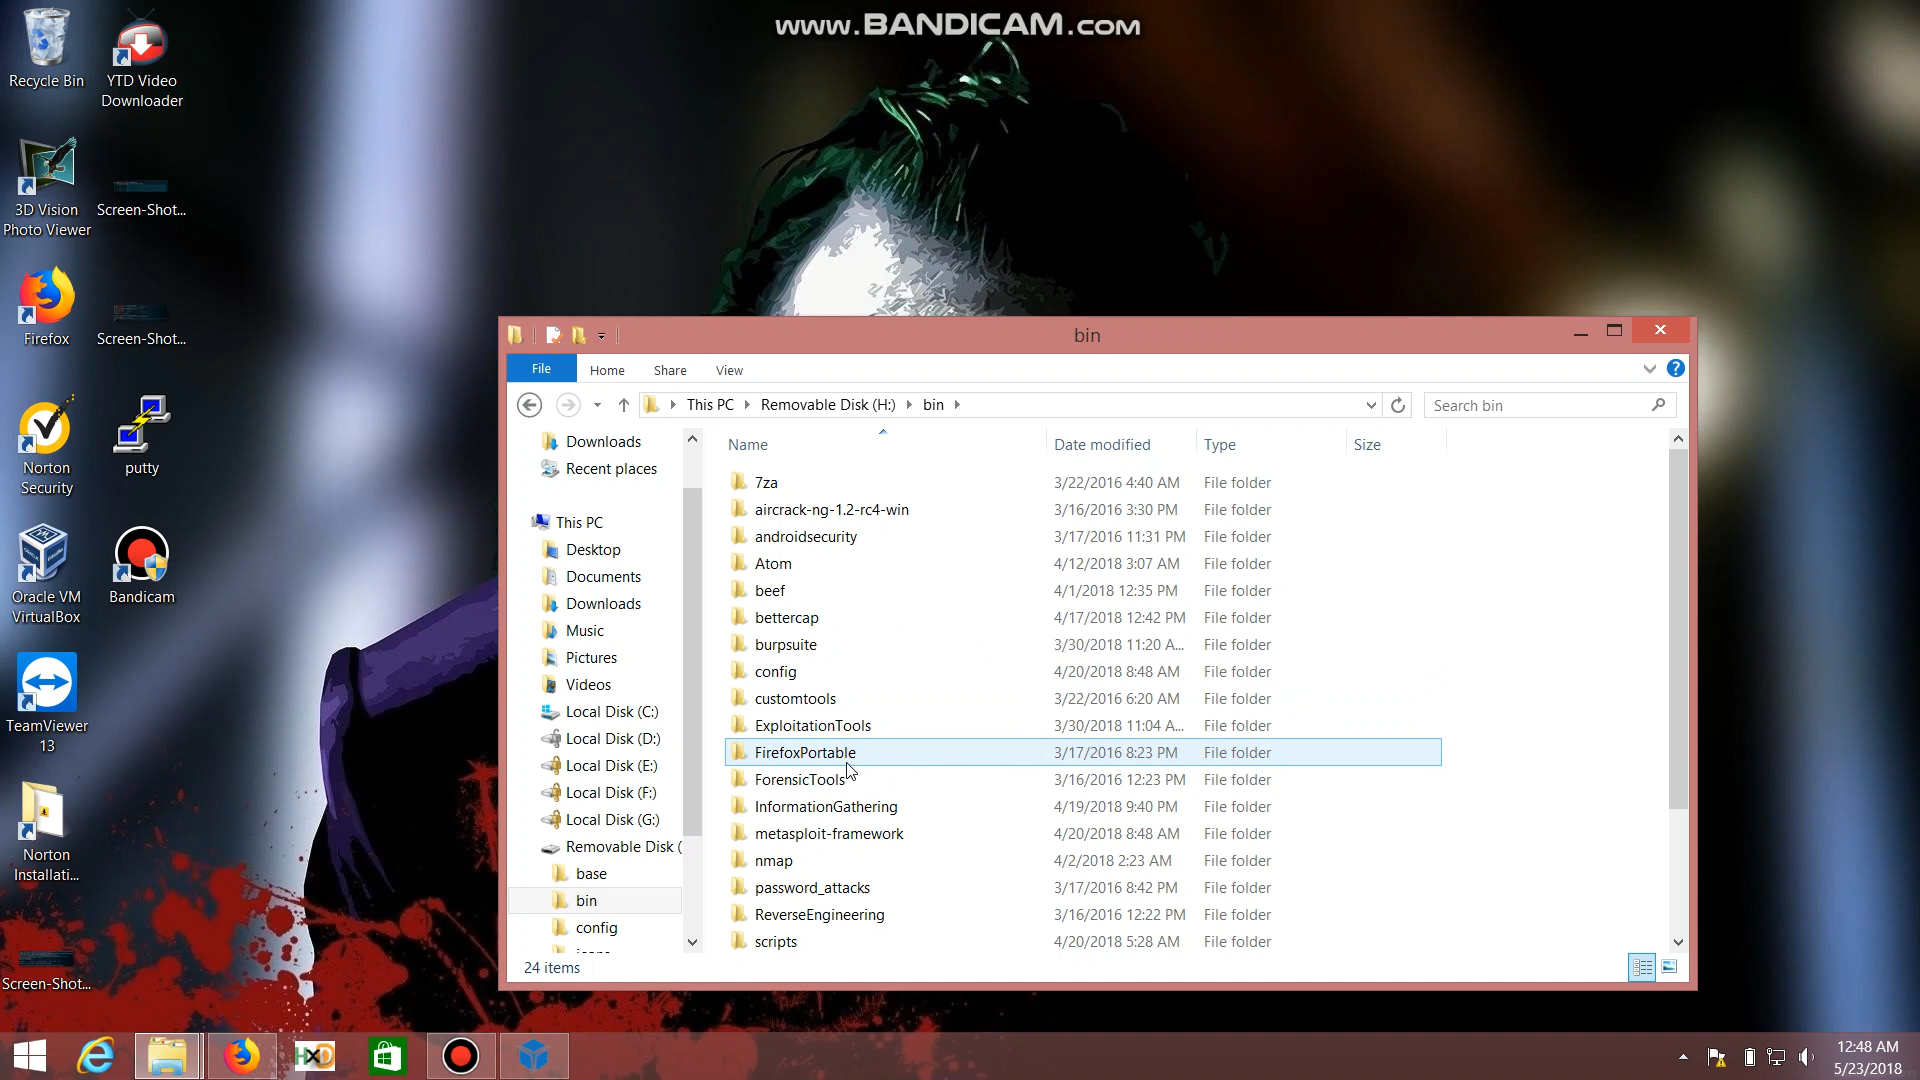 www.BANDICAM.com
Recycle Bin
YTD Video
Downloader
3D Vision
Photo Viewer
Screen-Shot...
Firefox
Screen-Shot...
Norton
Security
putty
Oracle VM
VirtualBox
Bandicam
TeamViewer
13
Norton
Installati...
Screen-Shot...
bin
File
Home
Share
View
This PC
Removable Disk (H:)
bin
Search bin
Downloads
Recent places
This PC
Desktop
Documents
Downloads
Music
Pictures
Videos
Local Disk (C:)
Local Disk (D:)
Local Disk (E:)
Local Disk (F:)
Local Disk (G:)
Removable Disk (
base
bin
config
Name Date modified Type Size
7za 3/22/2016 4:40 AM File folder
aircrack-ng-1.2-rc4-win 3/16/2016 3:30 PM File folder
androidsecurity 3/17/2016 11:31 PM File folder
Atom 4/12/2018 3:07 AM File folder
beef 4/1/2018 12:35 PM File folder
bettercap 4/17/2018 12:42 PM File folder
burpsuite 3/30/2018 11:20 A... File folder
config 4/20/2018 8:48 AM File folder
customtools 3/22/2016 6:20 AM File folder
ExploitationTools 3/30/2018 11:04 A... File folder
FirefoxPortable 3/17/2016 8:23 PM File folder
ForensicTools 3/16/2016 12:23 PM File folder
InformationGathering 4/19/2018 9:40 PM File folder
metasploit-framework 4/20/2018 8:48 AM File folder
nmap 4/2/2018 2:23 AM File folder
password_attacks 3/17/2016 8:42 PM File folder
ReverseEngineering 3/16/2016 12:22 PM File folder
scripts 4/20/2018 5:28 AM File folder
24 items
HXD
12:48 AM
5/23/2018